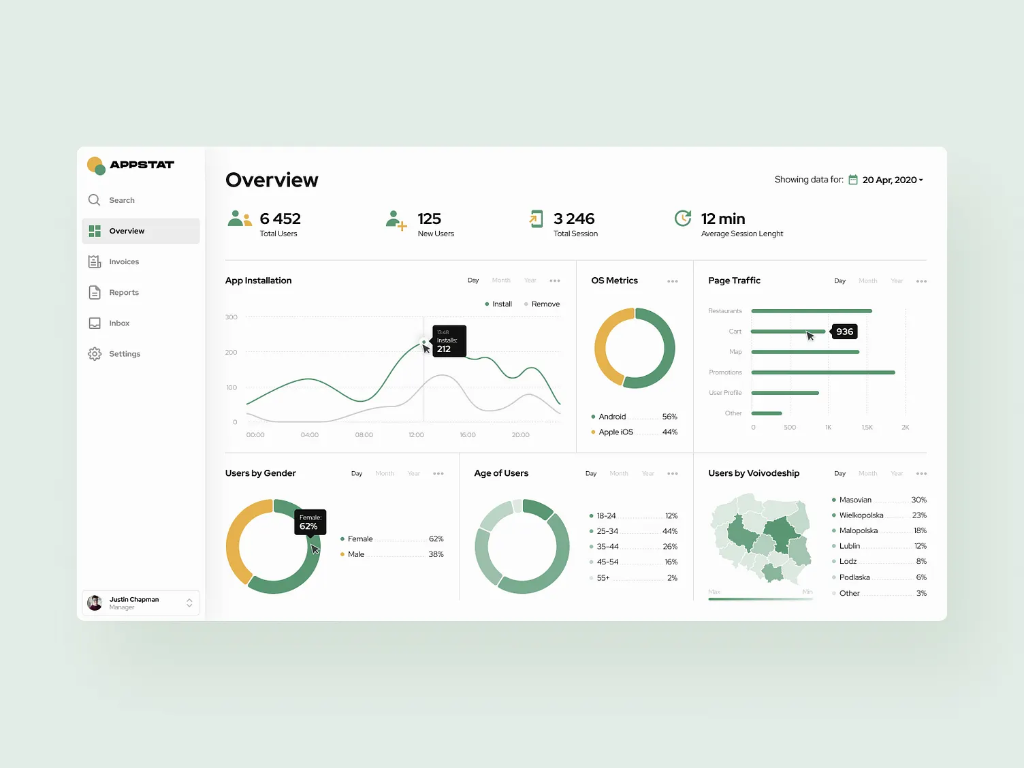 APPSTAT
Search
Overview
Invoices
Reports
Inbox
Settings
Justin Chapman
Manager
Overview
Showing data for: 20 Apr, 2020
6 452
Total Users
125
New Users
3 246
Total Session
12 min
Average Session Lenght
App Installation
Day Month Year
Install Remove
300
200
100
0
Installs:
212
00:00 04:00 08:00 12:00 16:00 20:00
OS Metrics
Android 56%
Apple iOS 44%
Page Traffic
Day Month Year
Restaurants
Cart
936
Map
Promotions
User Profile
Other
0 500 1K 1,5K 2K
Users by Gender
Day Month Year
Female:
62%
Female 62%
Male 38%
Age of Users
Day Month Year
18-24 12%
25-34 44%
35-44 26%
45-54 16%
55+ 2%
Users by Voivodeship
Day Month Year
Max Min
Masovian 30%
Wielkopolska 23%
Malopolska 18%
Lublin 12%
Lodz 8%
Podlaska 6%
Other 3%